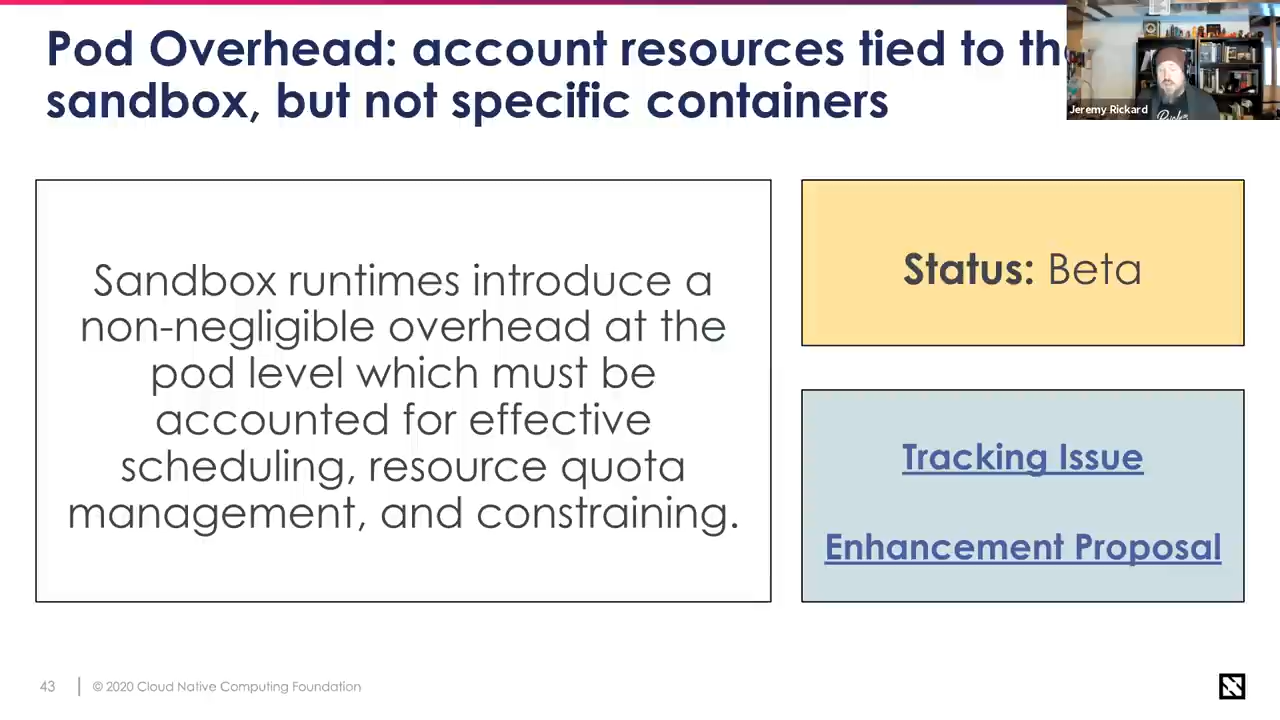 Pod Overhead: account resources tied to the
sandbox, but not specific containers
Jeremy Rickard
Sandbox runtimes introduce a
non-negligible overhead at the
pod level which must be
accounted for effective
scheduling, resource quota
management, and constraining.
Status: Beta
Tracking Issue
Enhancement Proposal
43
© 2020 Cloud Native Computing Foundation